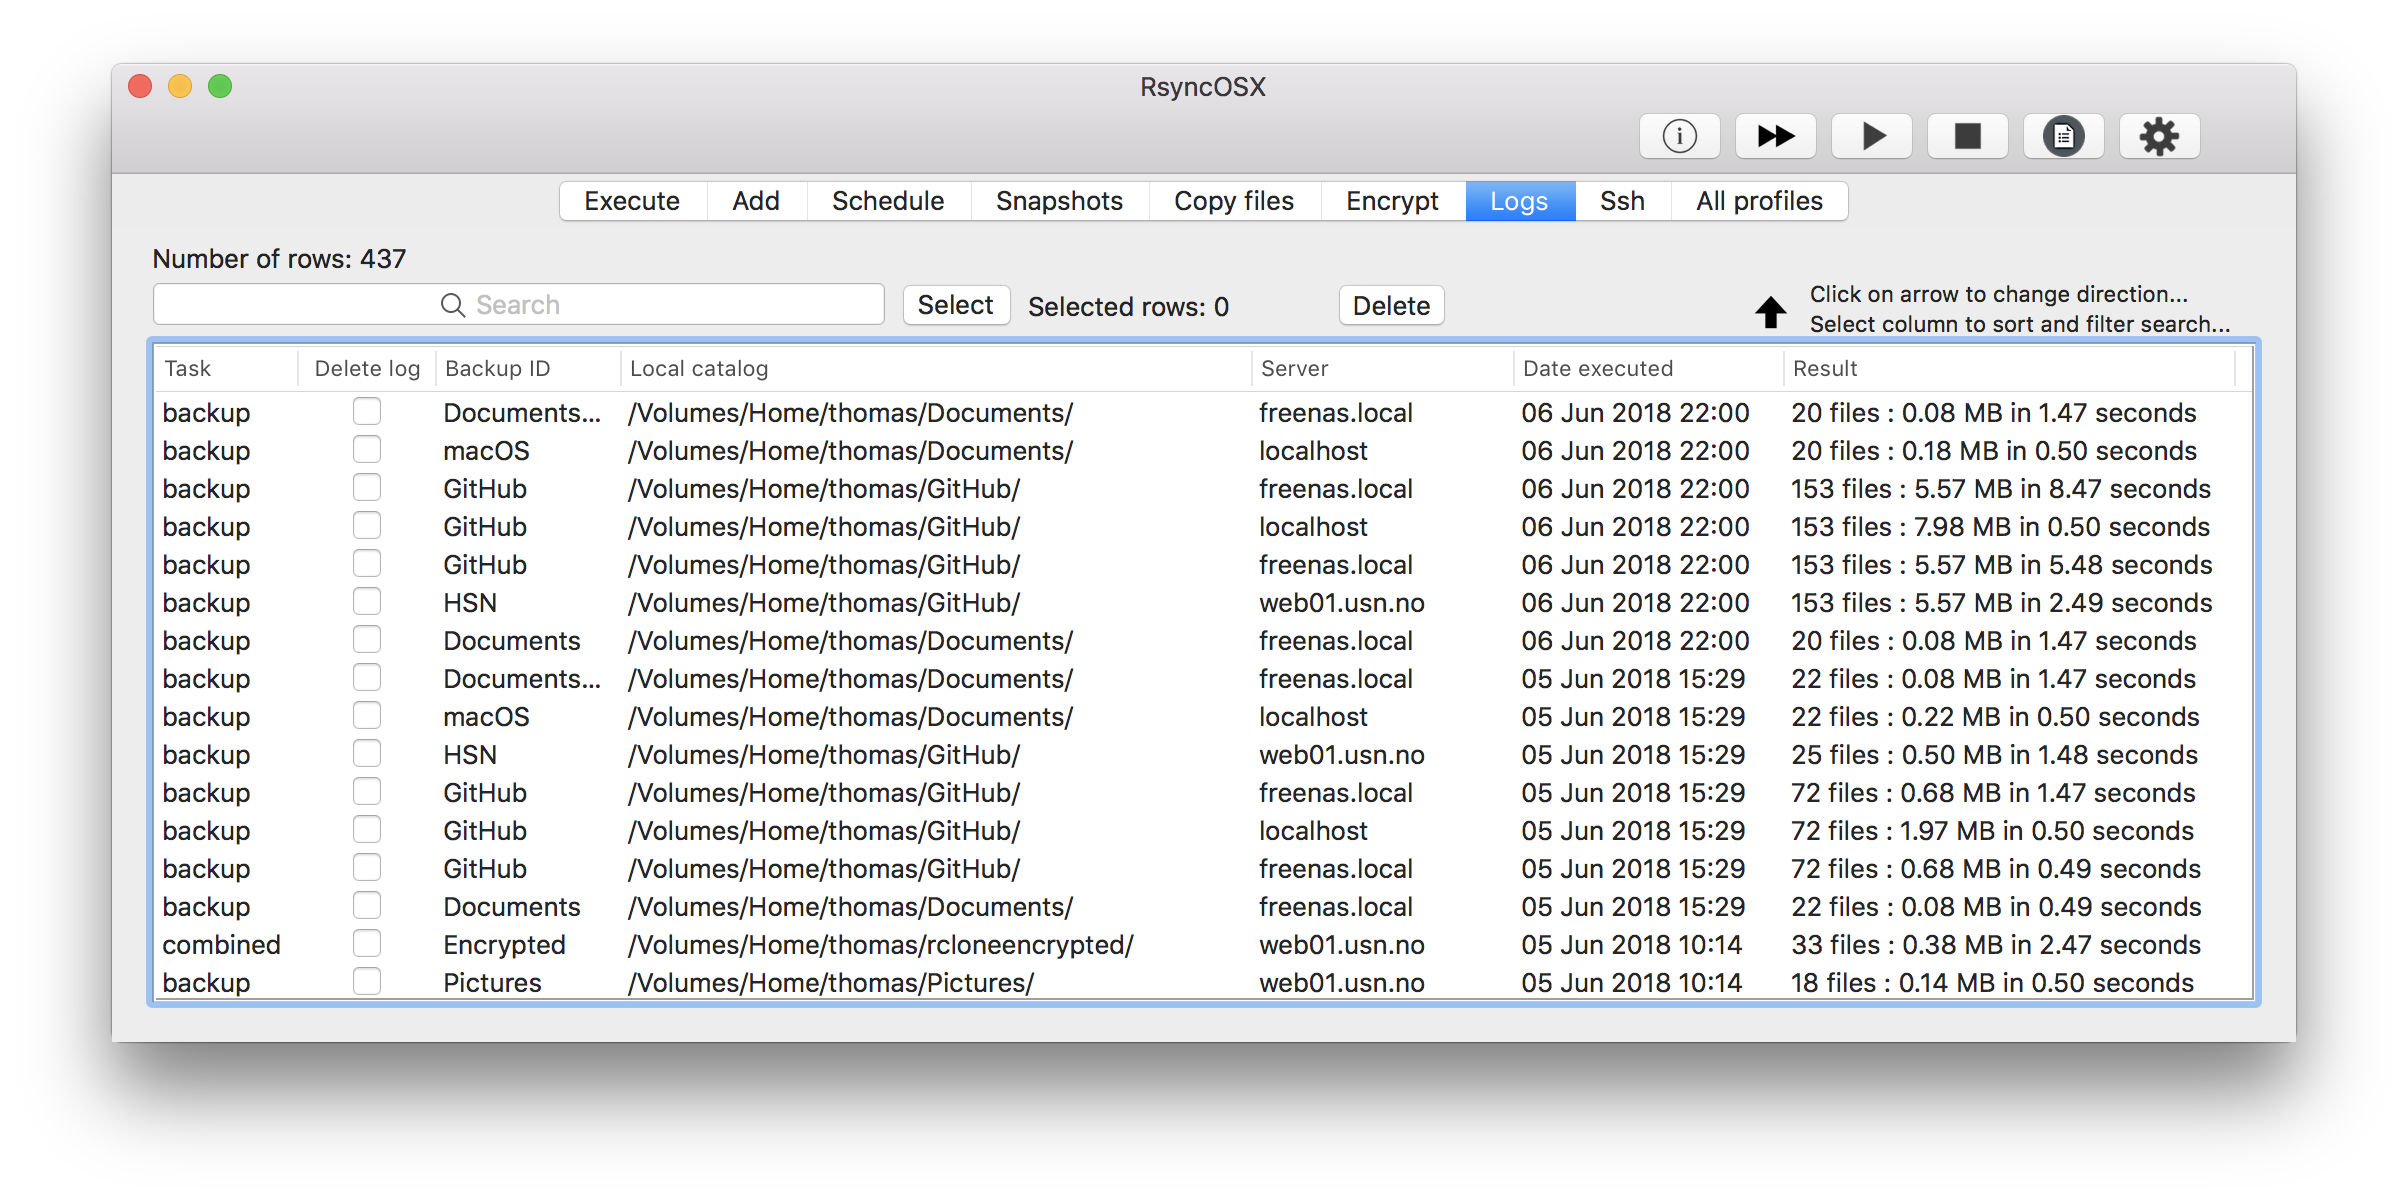 RsyncOSX
Execute Add Schedule Snapshots Copy files Encrypt Logs Ssh All profiles
Number of rows: 437
Search Select Selected rows: 0 Delete
Click on arrow to change direction...
Select column to sort and filter search...
Task Delete log Backup ID Local catalog Server Date executed Result
backup Documents... /Volumes/Home/thomas/Documents/ freenas.local 06 Jun 2018 22:00 20 files : 0.08 MB in 1.47 seconds
backup macOS /Volumes/Home/thomas/Documents/ localhost 06 Jun 2018 22:00 20 files : 0.18 MB in 0.50 seconds
backup GitHub /Volumes/Home/thomas/GitHub/ freenas.local 06 Jun 2018 22:00 153 files : 5.57 MB in 8.47 seconds
backup GitHub /Volumes/Home/thomas/GitHub/ localhost 06 Jun 2018 22:00 153 files : 7.98 MB in 0.50 seconds
backup GitHub /Volumes/Home/thomas/GitHub/ freenas.local 06 Jun 2018 22:00 153 files : 5.57 MB in 5.48 seconds
backup HSN /Volumes/Home/thomas/GitHub/ web01.usn.no 06 Jun 2018 22:00 153 files : 5.57 MB in 2.49 seconds
backup Documents /Volumes/Home/thomas/Documents/ freenas.local 06 Jun 2018 22:00 20 files : 0.08 MB in 1.47 seconds
backup Documents... /Volumes/Home/thomas/Documents/ freenas.local 05 Jun 2018 15:29 22 files : 0.08 MB in 1.47 seconds
backup macOS /Volumes/Home/thomas/Documents/ localhost 05 Jun 2018 15:29 22 files : 0.22 MB in 0.50 seconds
backup HSN /Volumes/Home/thomas/GitHub/ web01.usn.no 05 Jun 2018 15:29 25 files : 0.50 MB in 1.48 seconds
backup GitHub /Volumes/Home/thomas/GitHub/ freenas.local 05 Jun 2018 15:29 72 files : 0.68 MB in 1.47 seconds
backup GitHub /Volumes/Home/thomas/GitHub/ localhost 05 Jun 2018 15:29 72 files : 1.97 MB in 0.50 seconds
backup GitHub /Volumes/Home/thomas/GitHub/ freenas.local 05 Jun 2018 15:29 72 files : 0.68 MB in 0.49 seconds
backup Documents /Volumes/Home/thomas/Documents/ freenas.local 05 Jun 2018 15:29 22 files : 0.08 MB in 0.49 seconds
combined Encrypted /Volumes/Home/thomas/rcloneencrypted/ web01.usn.no 05 Jun 2018 10:14 33 files : 0.38 MB in 2.47 seconds
backup Pictures /Volumes/Home/thomas/Pictures/ web01.usn.no 05 Jun 2018 10:14 18 files : 0.14 MB in 0.50 seconds